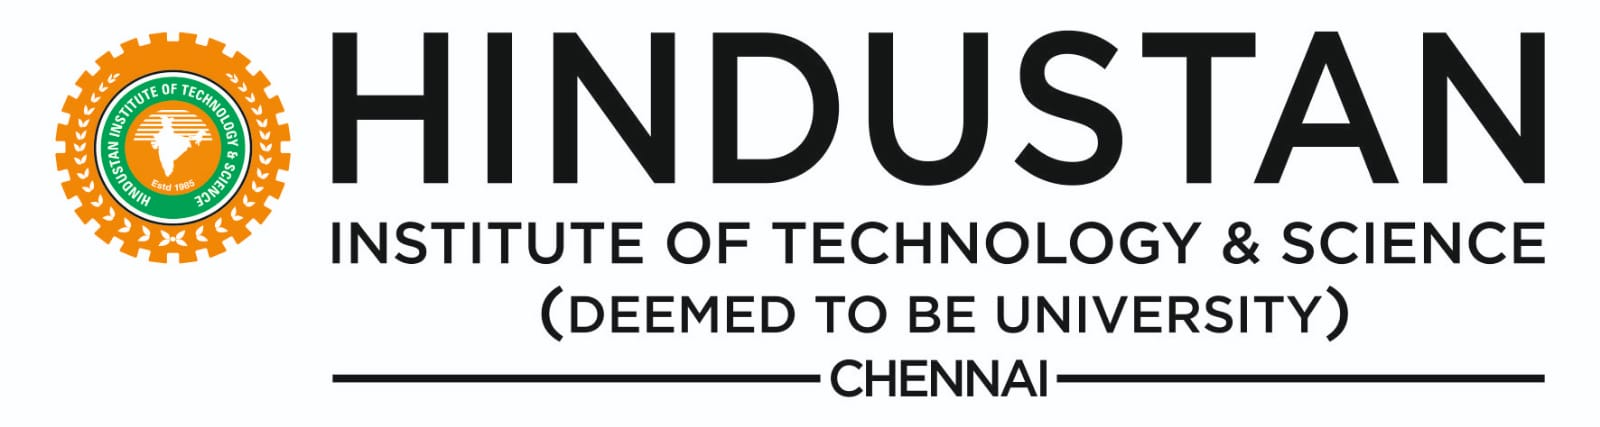 HINDUSTAN INSTITUTE OF TECHNOLOGY & SCIENCE
Estd 1985
HINDUSTAN
INSTITUTE OF TECHNOLOGY & SCIENCE
(DEEMED TO BE UNIVERSITY)
CHENNAI